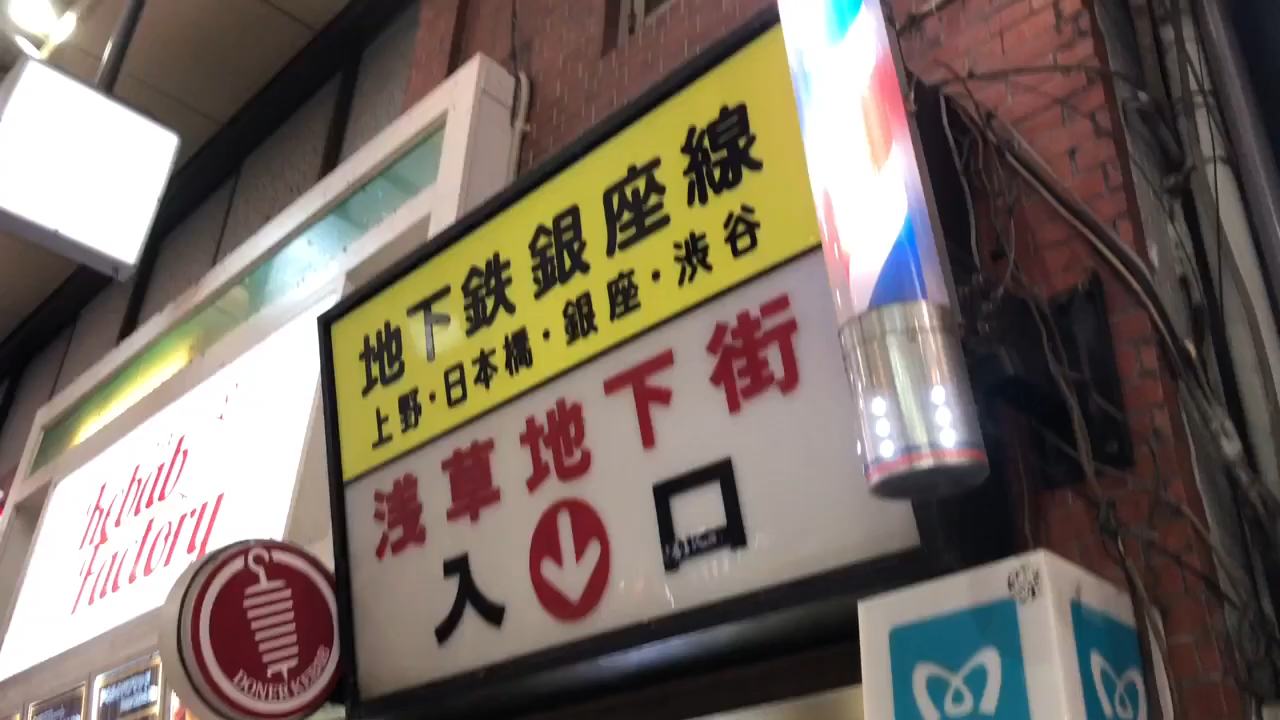 地下鉄銀座線
上野・日本橋・銀座・渋谷
浅草地下街
入口
kebab
factory
DONER KEBAB